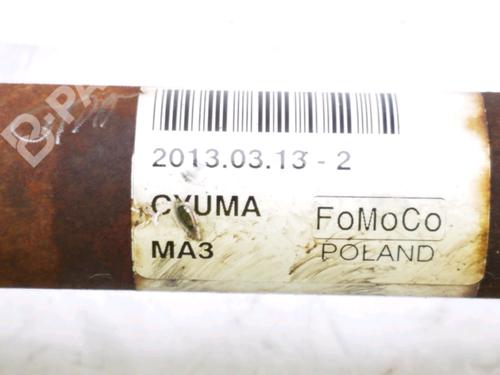 2013.03.13 - 2
CYUMA
FoMoCo
MA3
POLAND